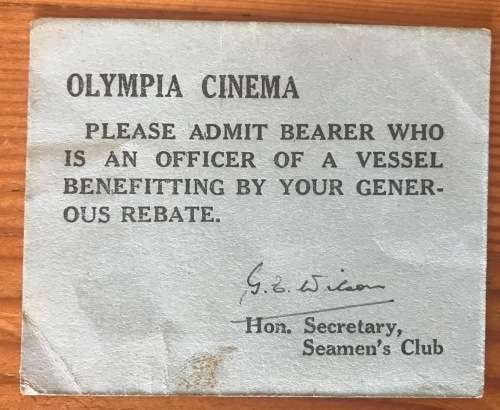 OLYMPIA CINEMA
PLEASE ADMIT BEARER WHO
IS AN OFFICER OF A VESSEL
BENEFITTING BY YOUR GENER-
OUS REBATE.
G. E. Wilson
Hon. Secretary,
Seamen's Club